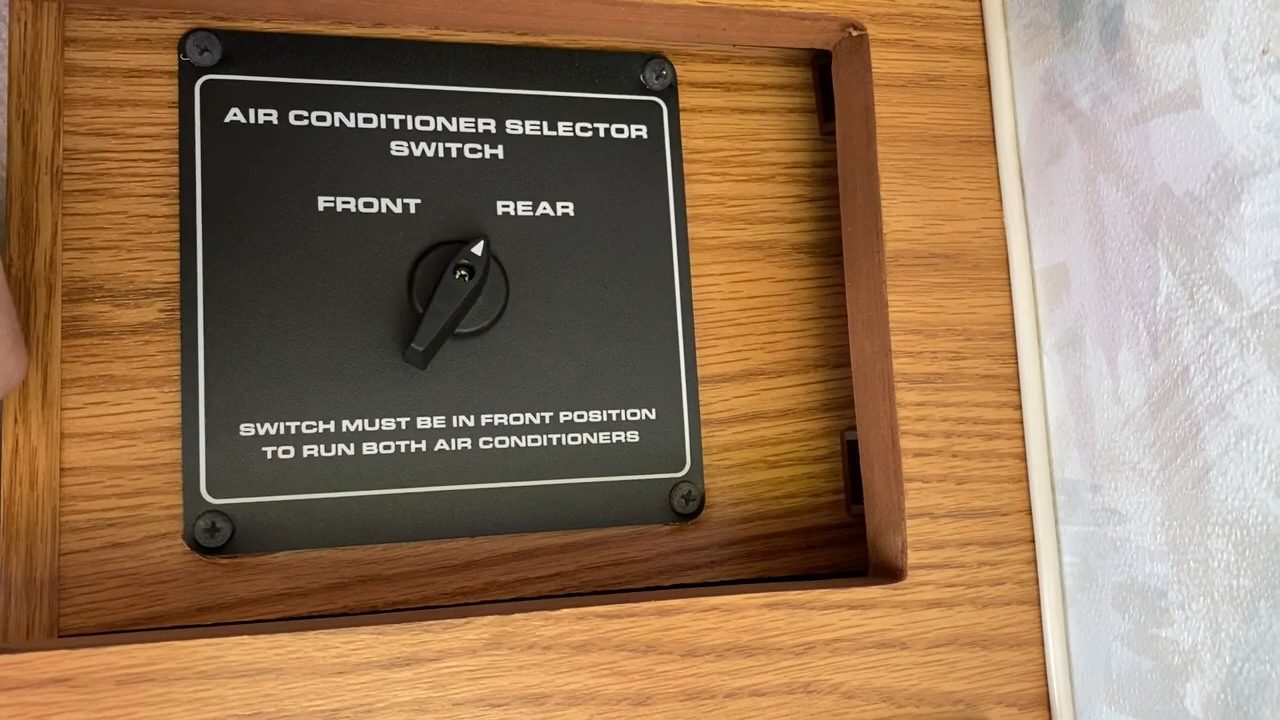 AIR CONDITIONER SELECTOR
SWITCH
FRONT REAR
SWITCH MUST BE IN FRONT POSITION
TO RUN BOTH AIR CONDITIONERS